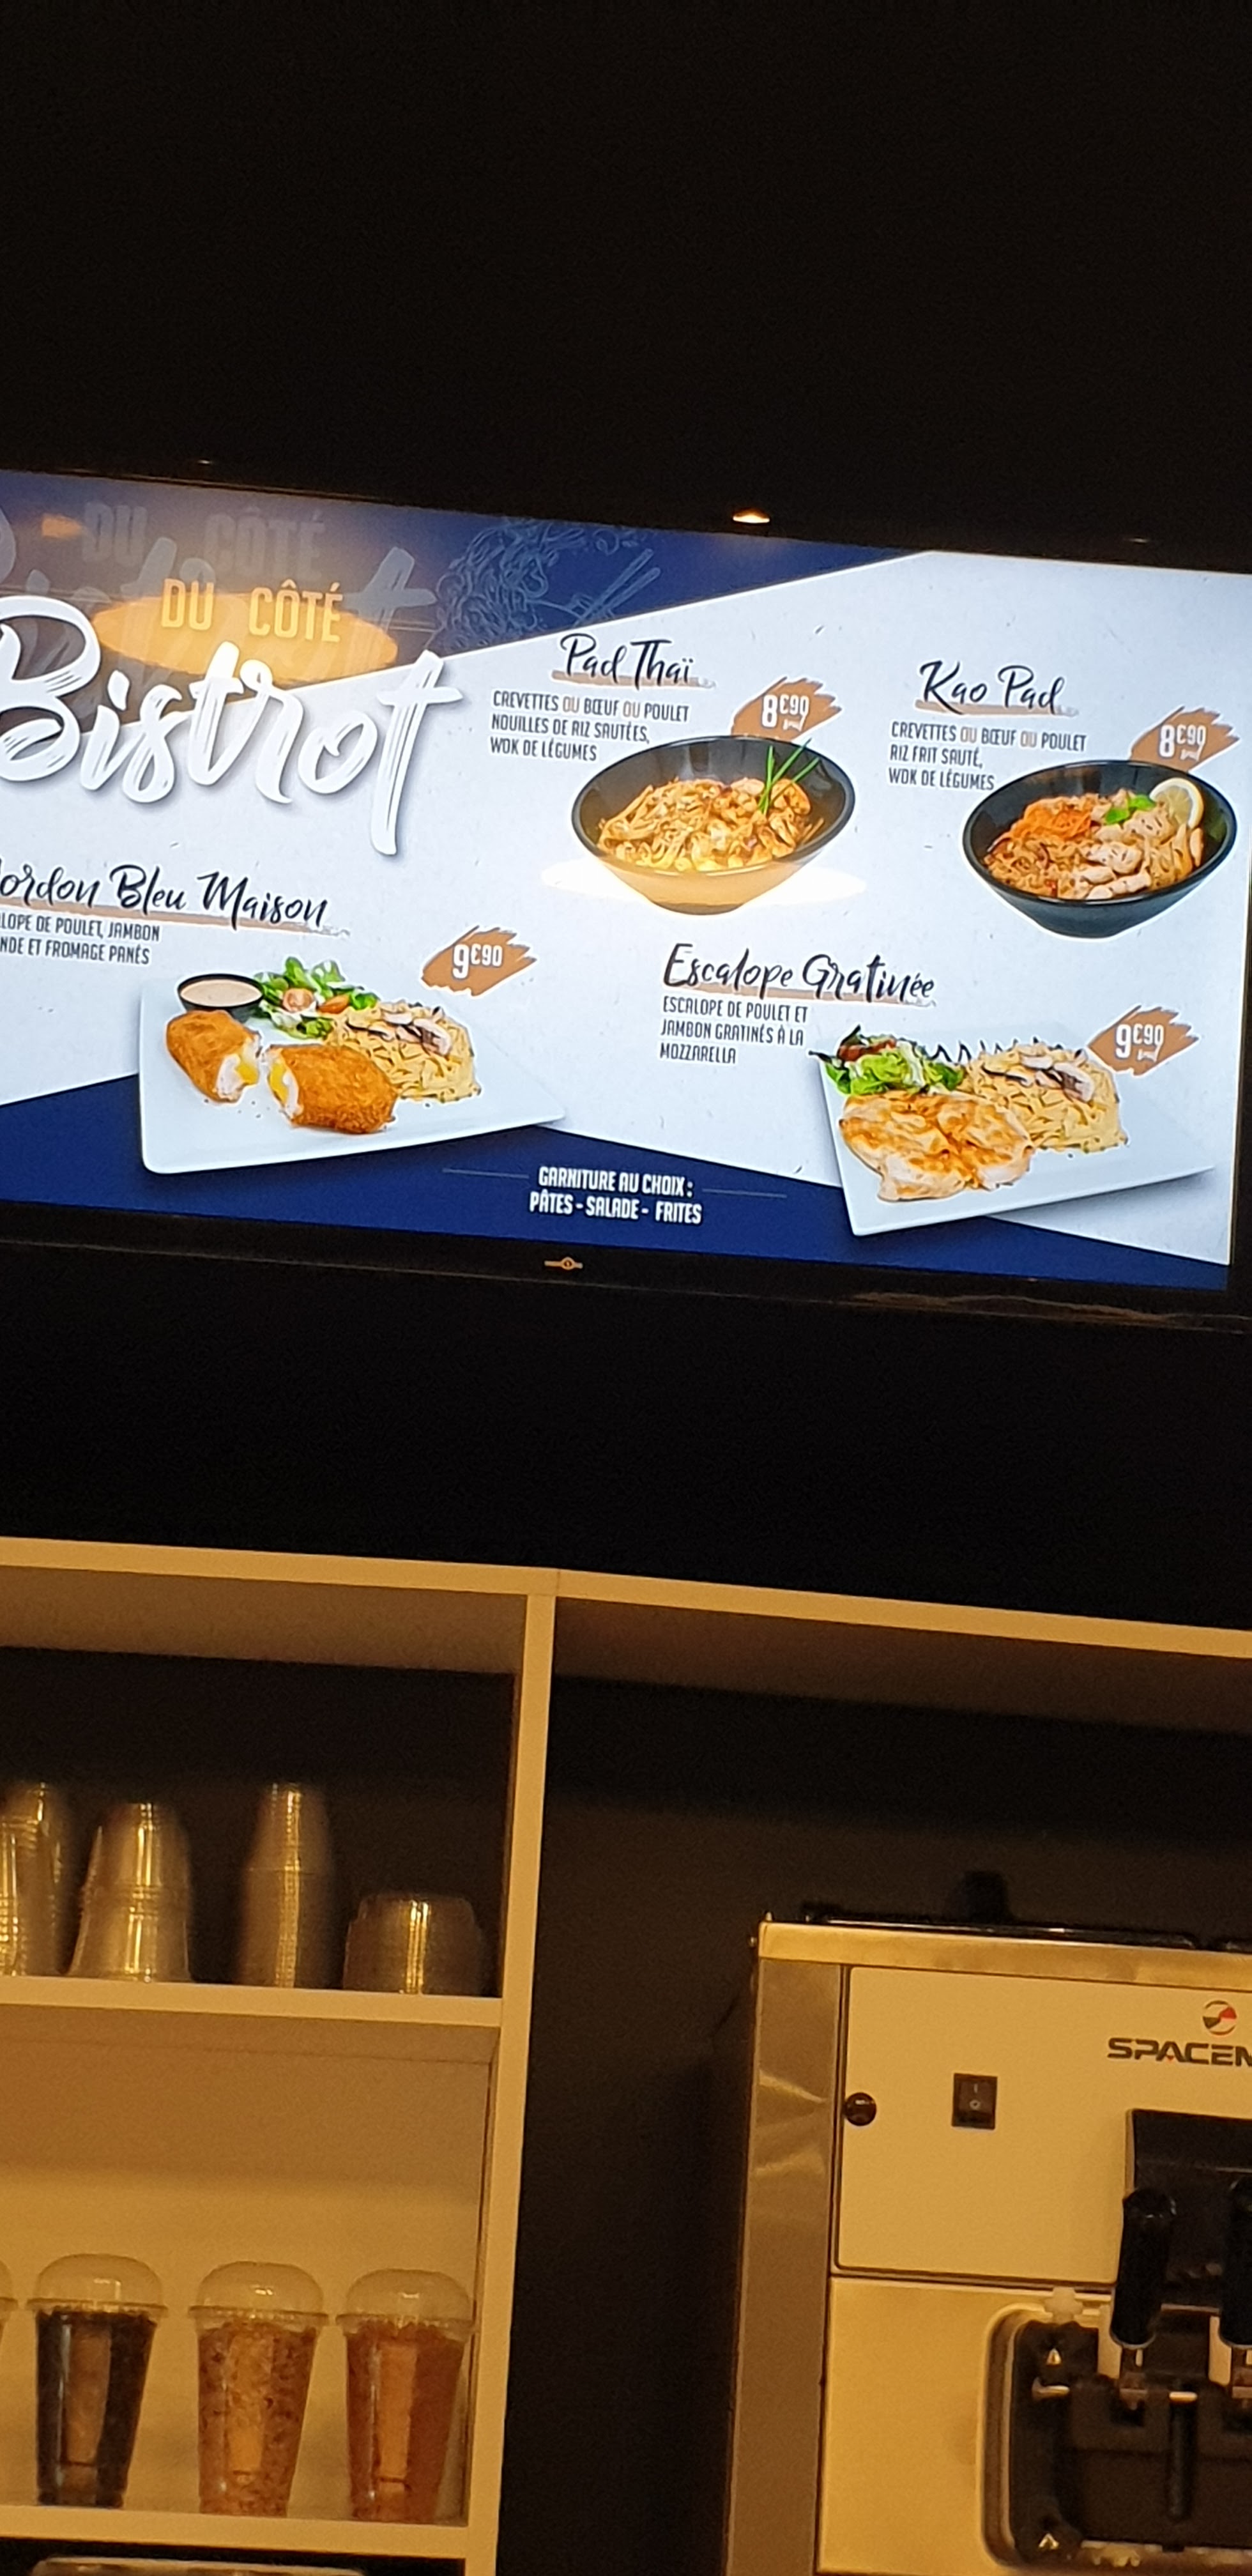 DU CÔTÉ
Bistrot
Pad Thaï
CREVETTES OU BŒUF OU POULET
NOUILLES DE RIZ SAUTÉES,
WOK DE LÉGUMES
8€90
Kao Pad
CREVETTES OU BŒUF OU POULET
RIZ FRIT SAUTÉ,
WOK DE LÉGUMES
8€90
ordon Bleu Maison
LOPE DE POULET, JAMBON
NDE ET FROMAGE PANÉS
9€90
Escalope Gratinée
ESCALOPE DE POULET ET
JAMBON GRATINÉS À LA
MOZZARELLA
9€90
GARNITURE AU CHOIX :
PÂTES - SALADE - FRITES
SPACEM